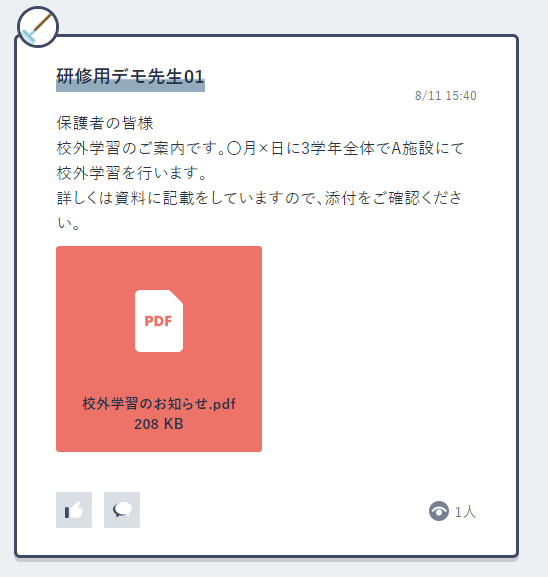 研修用デモ先生01
8/11 15:40
保護者の皆様
校外学習のご案内です。〇月×日に3学年全体でA施設にて
校外学習を行います。
詳しくは資料に記載をしていますので、添付をご確認くださ
い。
PDF
校外学習のお知らせ.pdf
208 KB
1人